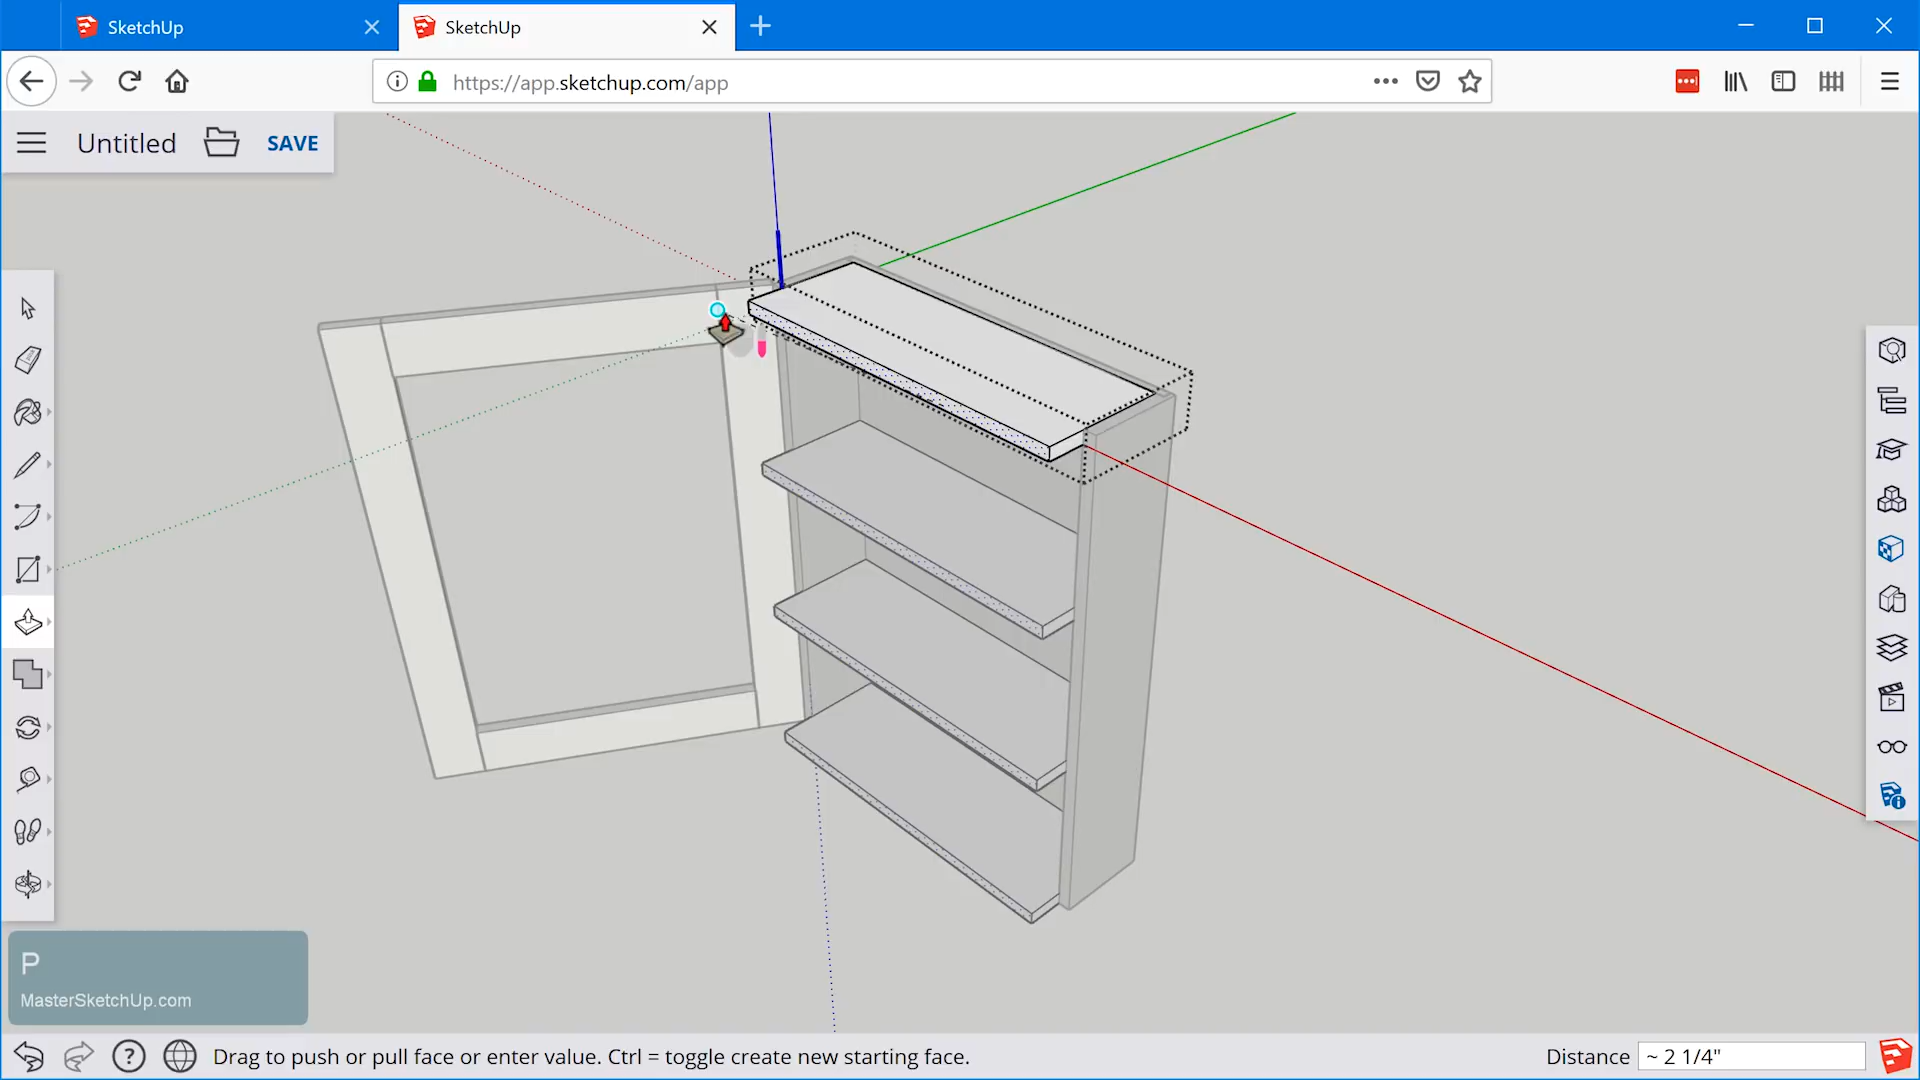 SketchUp
SketchUp
https://app.sketchup.com/app
Untitled
SAVE
P
MasterSketchUp.com
Drag to push or pull face or enter value. Ctrl = toggle create new starting face.
Distance
~ 2 1/4"